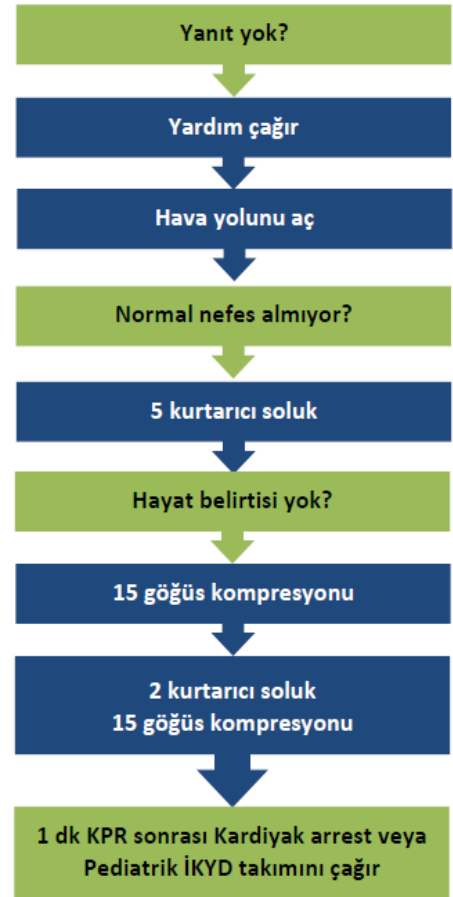 Yanıt yok?
Yardım çağır
Hava yolunu aç
Normal nefes almıyor?
5 kurtarıcı soluk
Hayat belirtisi yok?
15 göğüs kompresyonu
2 kurtarıcı soluk
15 göğüs kompresyonu
1 dk KPR sonrası Kardiyak arrest veya
Pediatrik İKYD takımını çağır